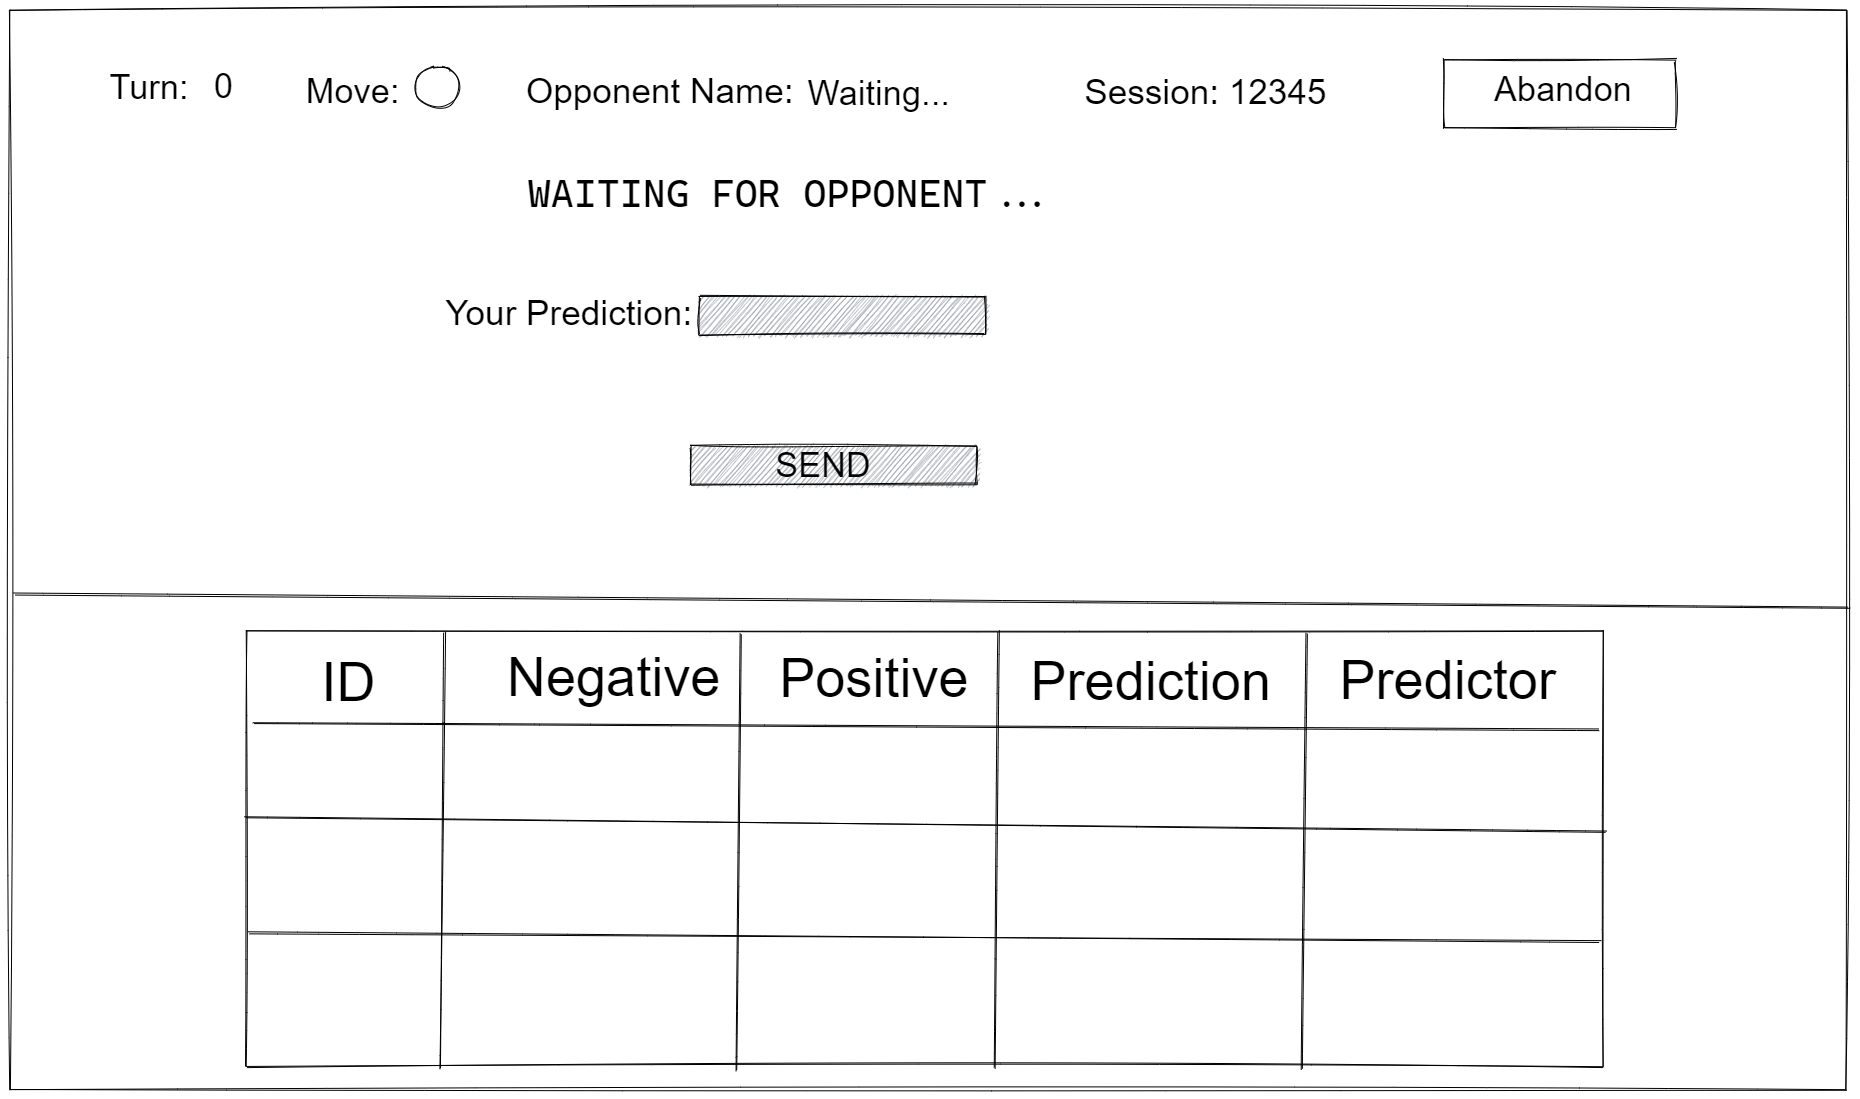 Turn: 0 Move: Opponent Name: Waiting... Session: 12345 Abandon
WAITING FOR OPPONENT ...
Your Prediction:
SEND
ID Negative Positive Prediction Predictor